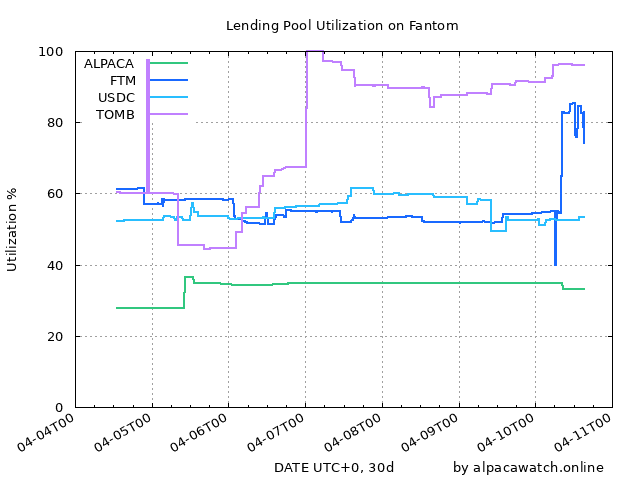 Lending Pool Utilization on Fantom
ALPACA
FTM
USDC
TOMB
Utilization %
100
80
60
40
20
0
04-04T00
04-05T00
04-06T00
04-07T00
04-08T00
04-09T00
04-10T00
04-11T00
DATE UTC+0, 30d
by alpacawatch.online